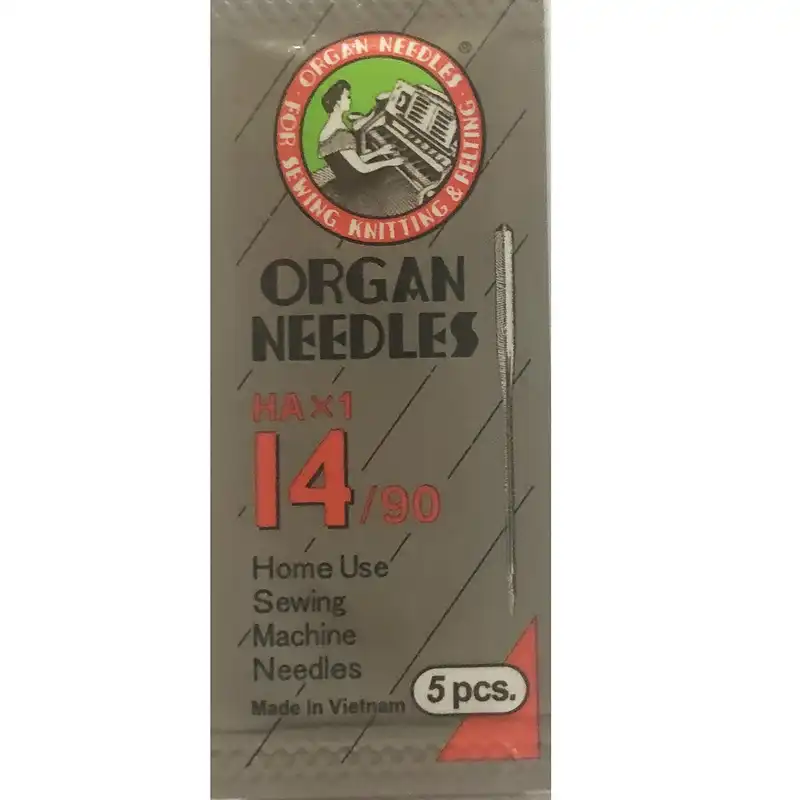 ORGAN NEEDLES
FOR SEWING KNITTING & FELTING
®
ORGAN
NEEDLES
HA×1
14/90
Home Use
Sewing
Machine
Needles
Made In Vietnam
5 pcs.